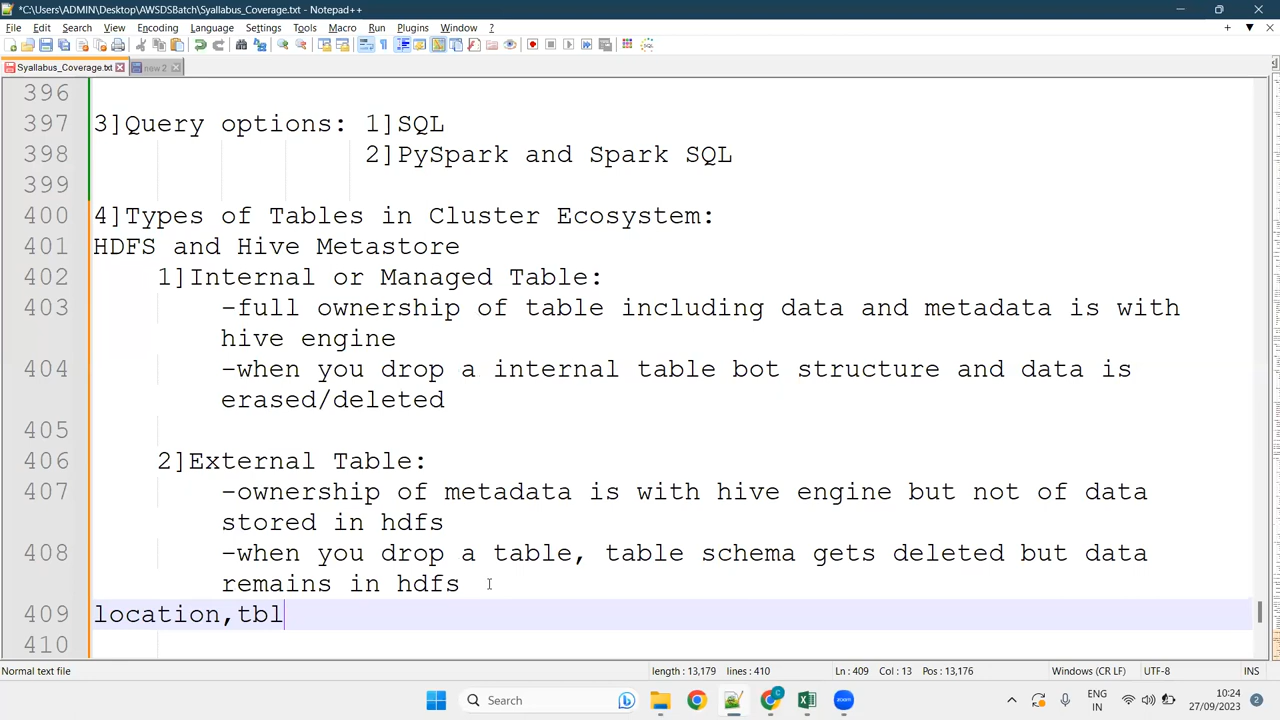 *C:\Users\ADMIN\Desktop\AWSDSBatch\Syallabus_Coverage.txt - Notepad++
File Edit Search View Encoding Language Settings Tools Macro Run Plugins Window ?
Syallabus_Coverage.txt new 2
396
397 3]Query options: 1]SQL
398 2]PySpark and Spark SQL
399
400 4]Types of Tables in Cluster Ecosystem:
401 HDFS and Hive Metastore
402 1]Internal or Managed Table:
403 -full ownership of table including data and metadata is with
hive engine
404 -when you drop a internal table bot structure and data is
erased/deleted
405
406 2]External Table:
407 -ownership of metadata is with hive engine but not of data
stored in hdfs
408 -when you drop a table, table schema gets deleted but data
remains in hdfs
409 location,tbl
410
Normal text file length : 13,179 lines : 410 Ln : 409 Col : 13 Pos : 13,176 Windows (CR LF) UTF-8 INS
Search ENG IN 10:24 27/09/2023 2